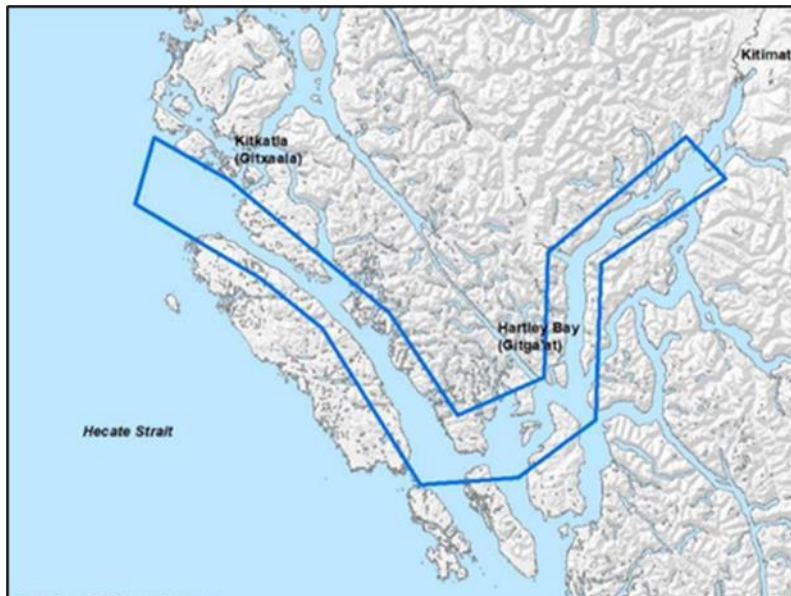 Kitimat
Kitkatla
(Gitxaala)
Hartley Bay
(Gitga'at)
Hecate Strait